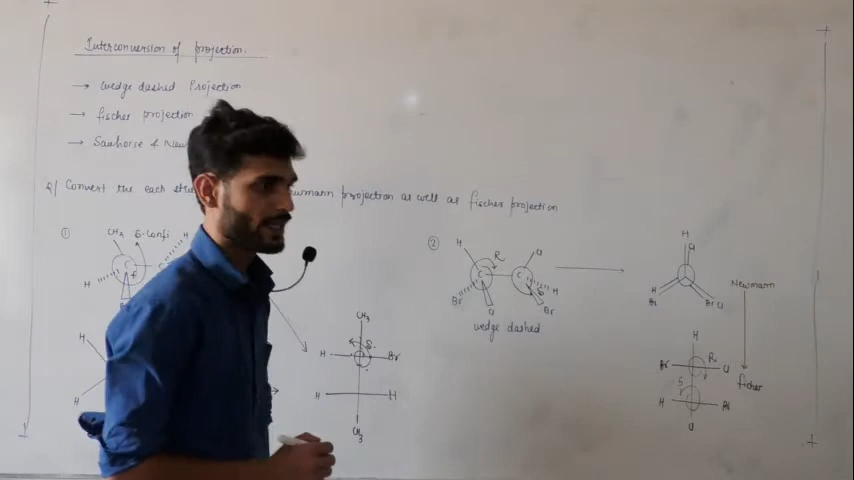 Interconversion of projection.
→ wedge dashed Projection
→ fischer projection
→ Sawhorse &
Q/ Convert the each projection as well as fischer projection
① CH₃ S-confi H
C C
H
H
H
CH₃
H S Br
H H
CH₃
② H R Cl
C C
Br Cl S H
Br
wedge dashed
H
Cl
H
Br Br Cl
Newmann
H
Br R Cl
S
H Br
Cl
ficher